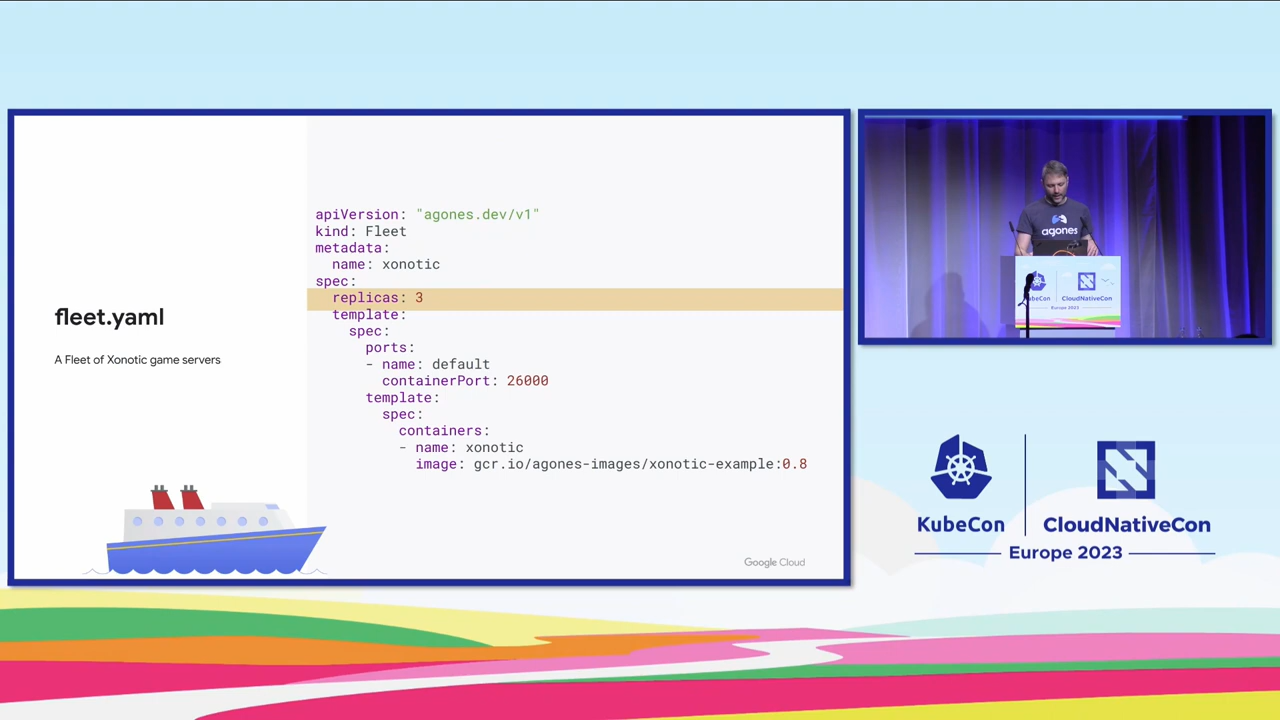 fleet.yaml
A Fleet of Xonotic game servers
apiVersion: "agones.dev/v1"
kind: Fleet
metadata:
  name: xonotic
spec:
  replicas: 3
  template:
    spec:
      ports:
      - name: default
        containerPort: 26000
      template:
        spec:
          containers:
          - name: xonotic
            image: gcr.io/agones-images/xonotic-example:0.8
Google Cloud
agones
KubeCon
CloudNativeCon
Europe 2023
KubeCon
CloudNativeCon
Europe 2023